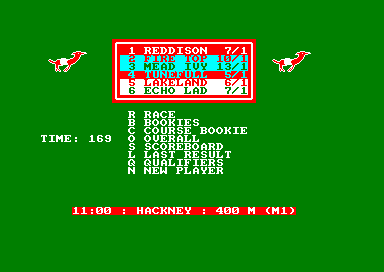 1 REDDISON 7/1
2 FIRE TOP 10/1
3 MEAD IVY 13/1
4 TUNEFULL 5/1
5 LAKELAND 6/1
6 ECHO LAD 7/1
R RACE
B BOOKIES
C COURSE BOOKIE
TIME: 169
O OVERALL
S SCOREBOARD
L LAST RESULT
Q QUALIFIERS
N NEW PLAYER
11:00 : HACKNEY : 400 M (M1)